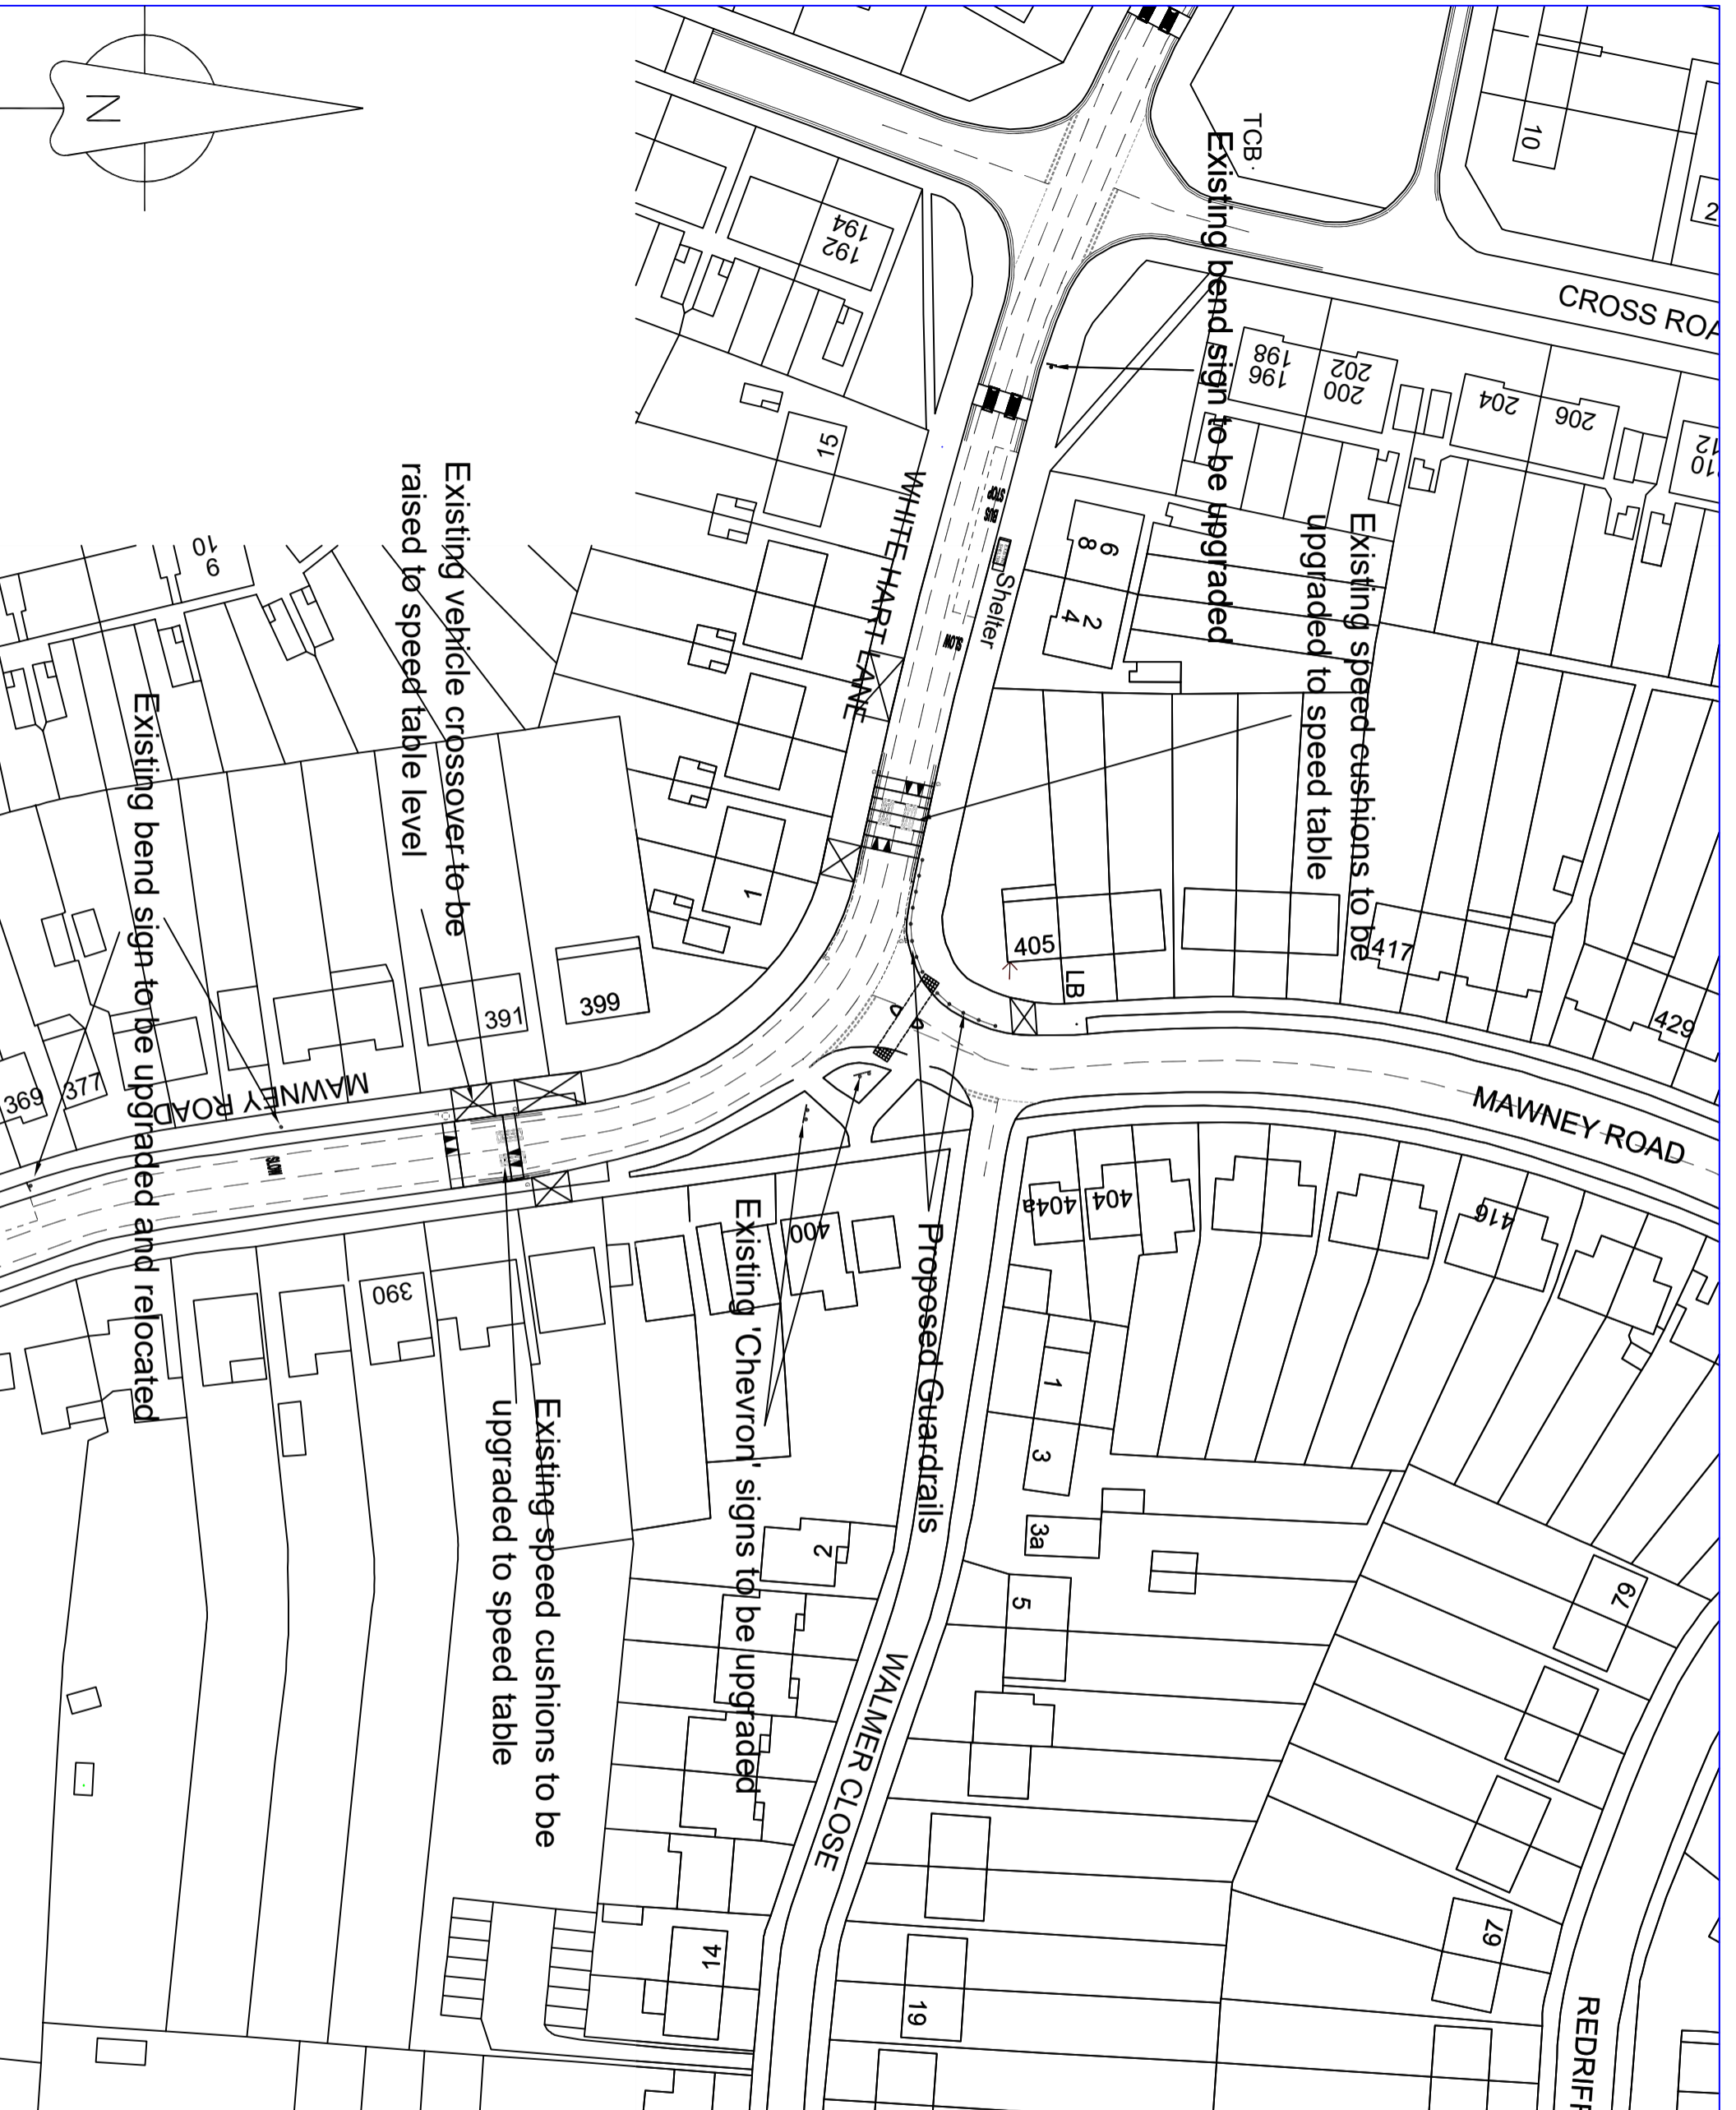 N
TCB
10
2
CROSS ROA
194
192
Existing bend sign to be upgraded
198
196
202
200
204
206
12
210
15
WHITE HART LANE
STOP
BUS
Shelter
SLOW
6
8
2
4
Existing speed cushions to be
upgraded to speed table
Existing vehicle crossover to be
raised to speed table level
10
9
1
405
LB
417
429
399
391
377
369
MAWNEY ROAD
SLOW
MAWNEY ROAD
Existing bend sign to be upgraded and relocated
404a
404
416
400
390
Proposed Guardrails
Existing 'Chevron' signs to be upgraded
Existing speed cushions to be
upgraded to speed table
1
3
3a
5
2
79
WALMER CLOSE
14
19
67
REDRIFF